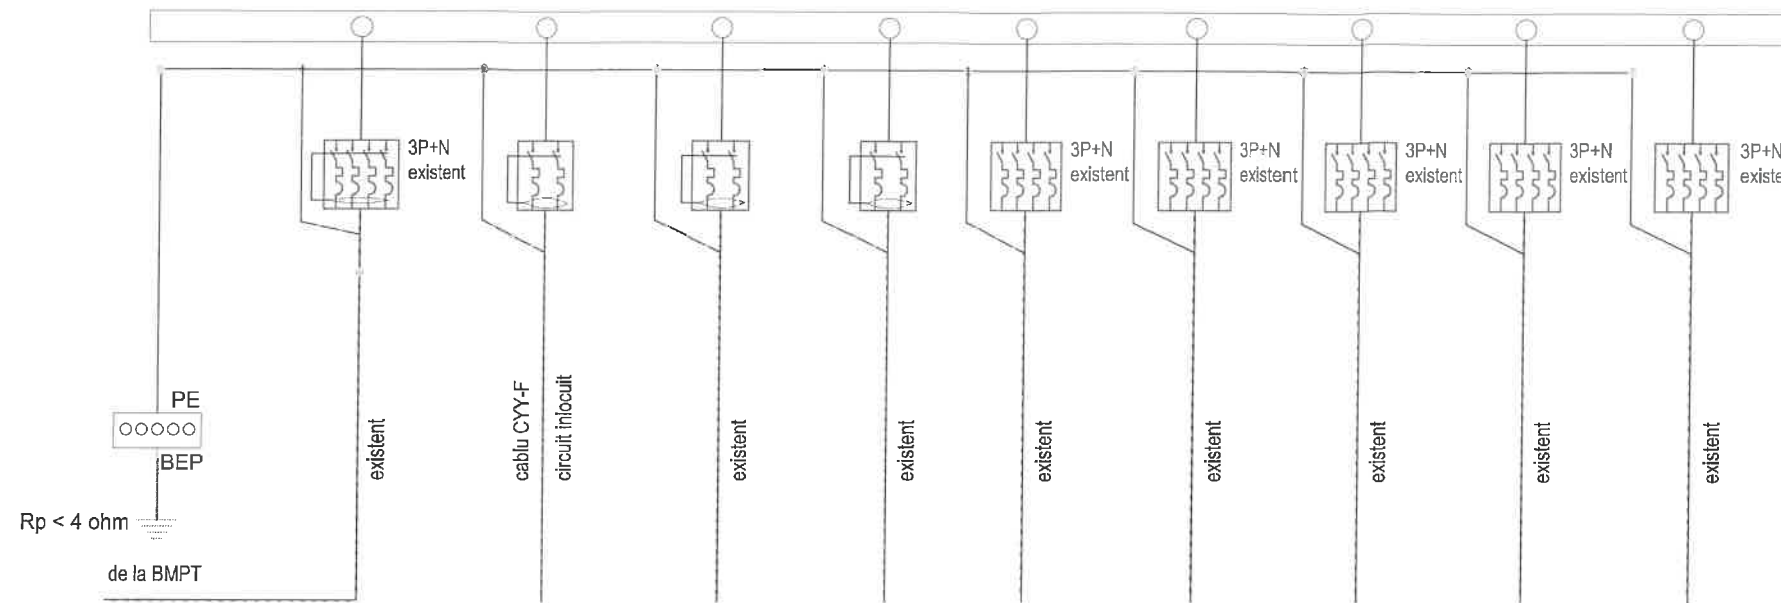 3P+N
existent
3P+N
existent
3P+N
existent
3P+N
existent
3P+N
existent
3P+N
existe
PE
BEP
Rp < 4 ohm
de la BMPT
existent
cablu CYY-F
circuit inlocuit
existent
existent
existent
existent
existent
existent
existent